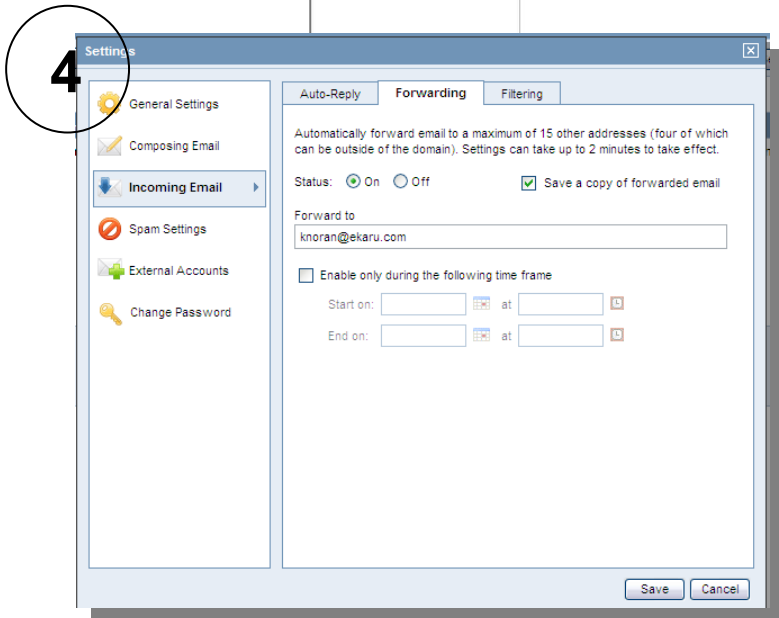 4
Settings
General Settings
Composing Email
Incoming Email
Spam Settings
External Accounts
Change Password
Auto-Reply Forwarding Filtering
Automatically forward email to a maximum of 15 other addresses (four of which
can be outside of the domain). Settings can take up to 2 minutes to take effect.
Status: On Off Save a copy of forwarded email
Forward to
knoran@ekaru.com
Enable only during the following time frame
Start on: at
End on: at
Save Cancel